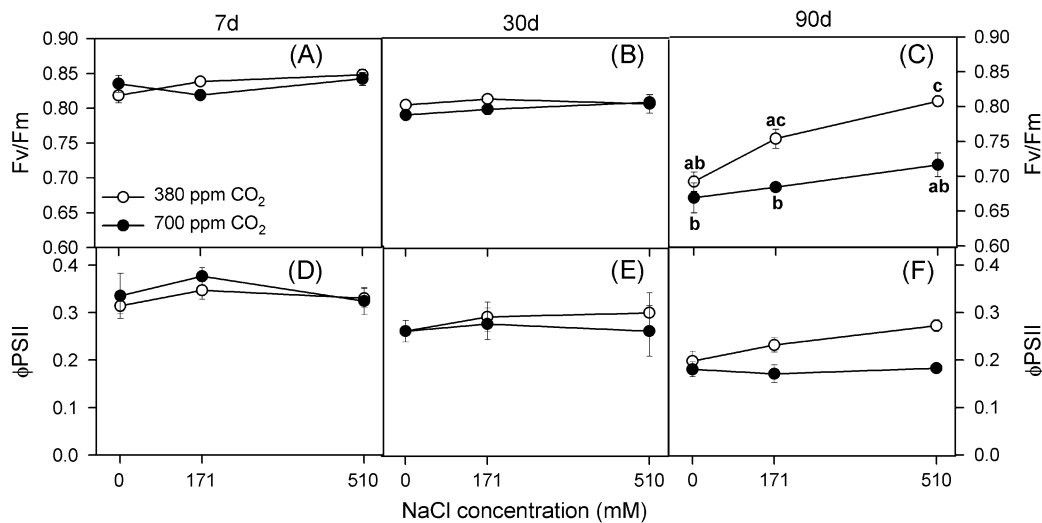 7d 30d 90d
0.90 (A) (B) (C) 0.90
0.85 0.85
0.80 c 0.80
Fv/Fm 0.75 ac 0.75 Fv/Fm
0.70 ab 0.70
380 ppm CO2 ab
0.65 700 ppm CO2 b b 0.65
0.60 0.60
0.4 (D) (E) (F) 0.4
0.3 0.3
ϕPSII 0.2 0.2 ϕPSII
0.1 0.1
0.0 0.0
0 171 510 0 171 510 0 171 510
NaCl concentration (mM)